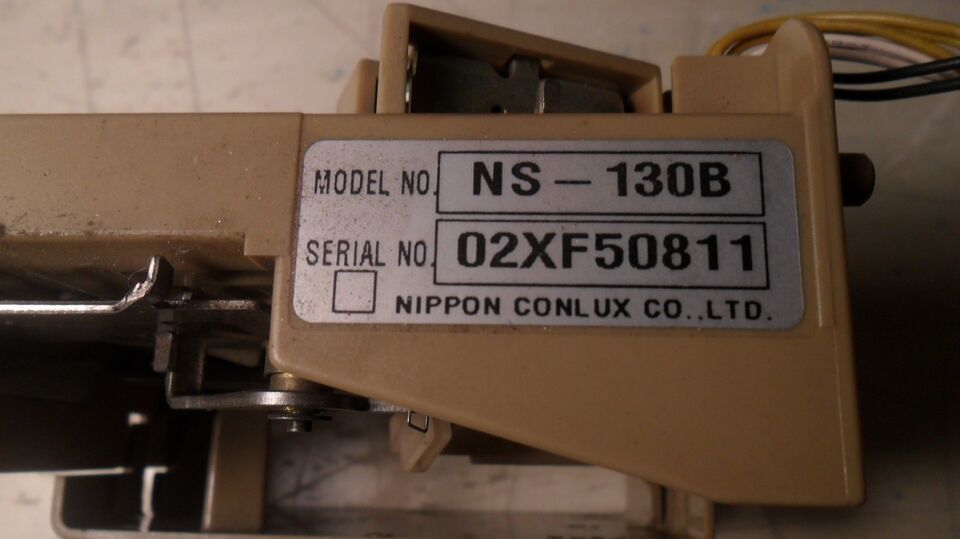 MODEL NO. NS-130B
SERIAL NO. 02XF50811
NIPPON CONLUX CO.,LTD.